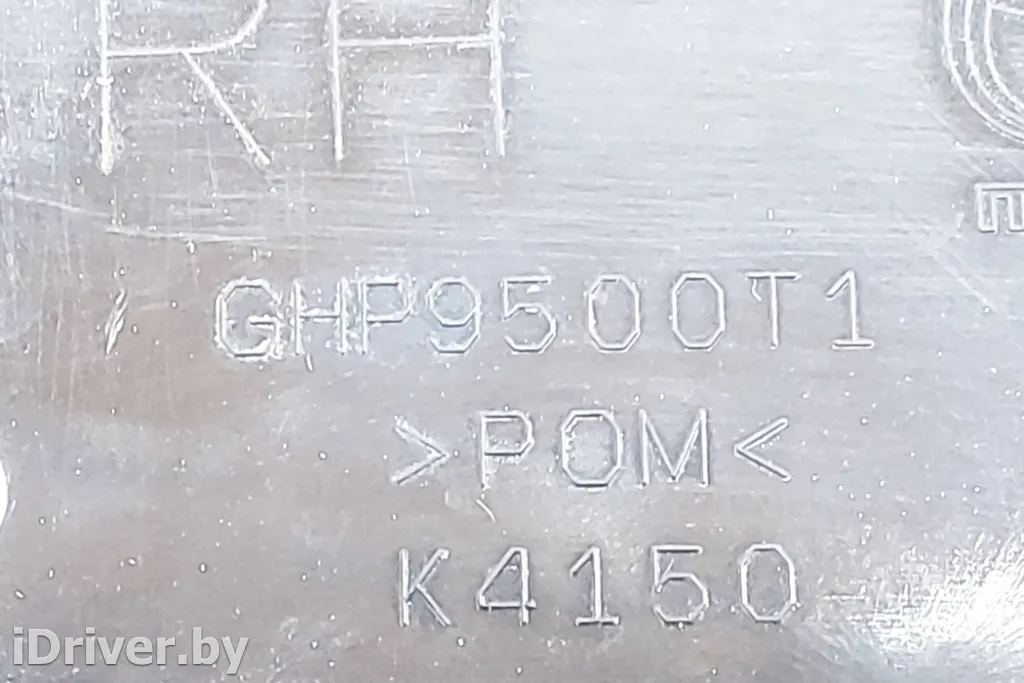 RH
GHP9500T1
>POM<
K4150
iDriver.by